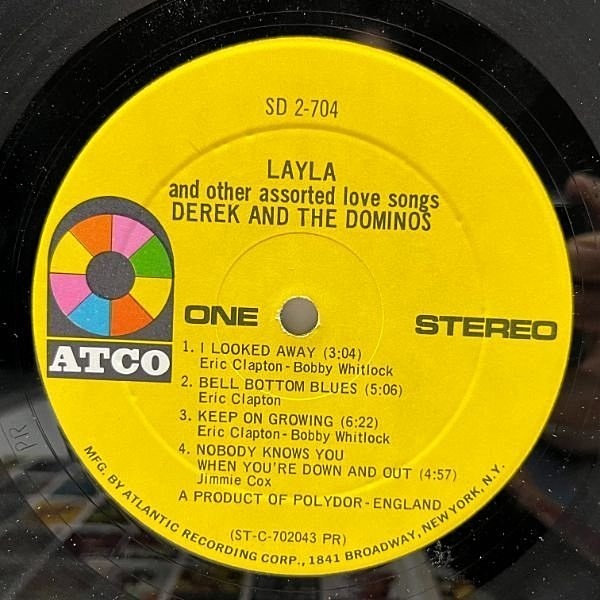 SD 2-704
LAYLA
and other assorted love songs
DEREK AND THE DOMINOS
ATCO
ONE
STEREO
1. I LOOKED AWAY (3:04)
Eric Clapton-Bobby Whitlock
2. BELL BOTTOM BLUES (5:06)
Eric Clapton
3. KEEP ON GROWING (6:22)
Eric Clapton-Bobby Whitlock
4. NOBODY KNOWS YOU
WHEN YOU'RE DOWN AND OUT (4:57)
Jimmie Cox
A PRODUCT OF POLYDOR-ENGLAND
(ST-C-702043 PR)
MFG. BY ATLANTIC RECORDING CORP., 1841 BROADWAY, NEW YORK, N.Y.
PR